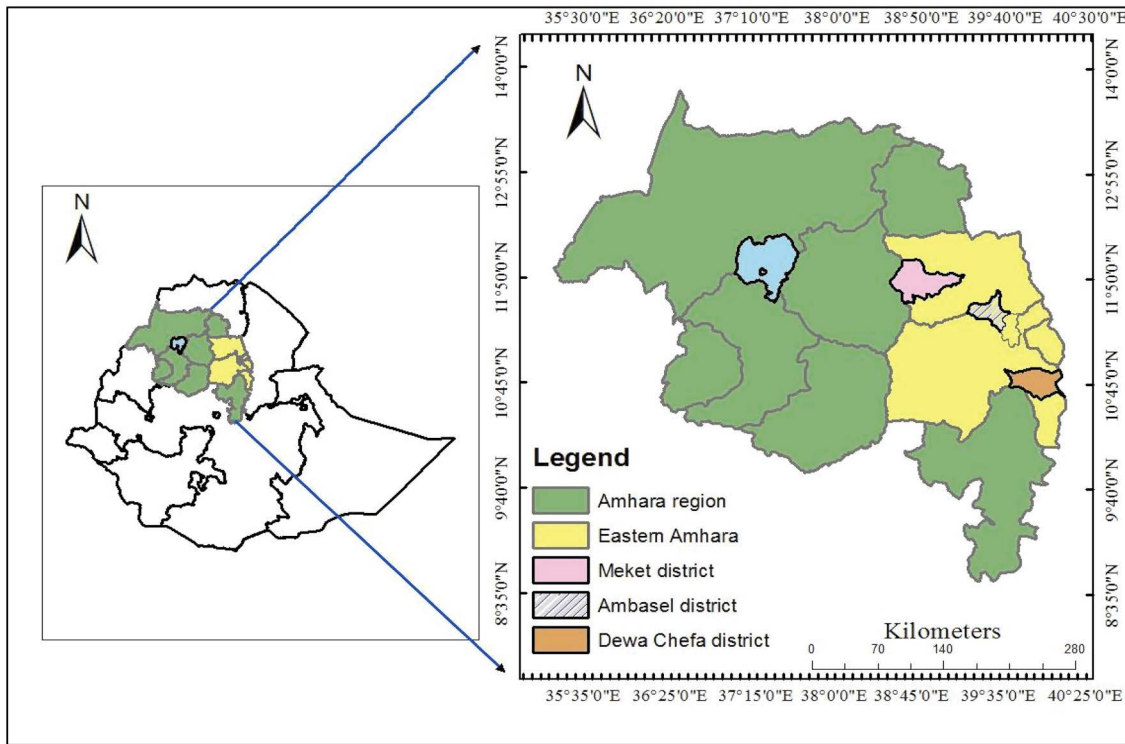 35°30'0"E 36°20'0"E 37°10'0"E 38°0'0"E 38°50'0"E 39°40'0"E 40°30'0"E
N
N
14°0'0"N
12°55'0"N
11°50'0"N
10°45'0"N
9°40'0"N
8°35'0"N
14°0'0"N
12°55'0"N
11°50'0"N
10°45'0"N
9°40'0"N
8°35'0"N
Legend
Amhara region
Eastern Amhara
Meket district
Ambasel district
Dewa Chefa district
Kilometers
0 70 140 280
35°35'0"E 36°25'0"E 37°15'0"E 38°0'0"E 38°45'0"E 39°35'0"E 40°25'0"E